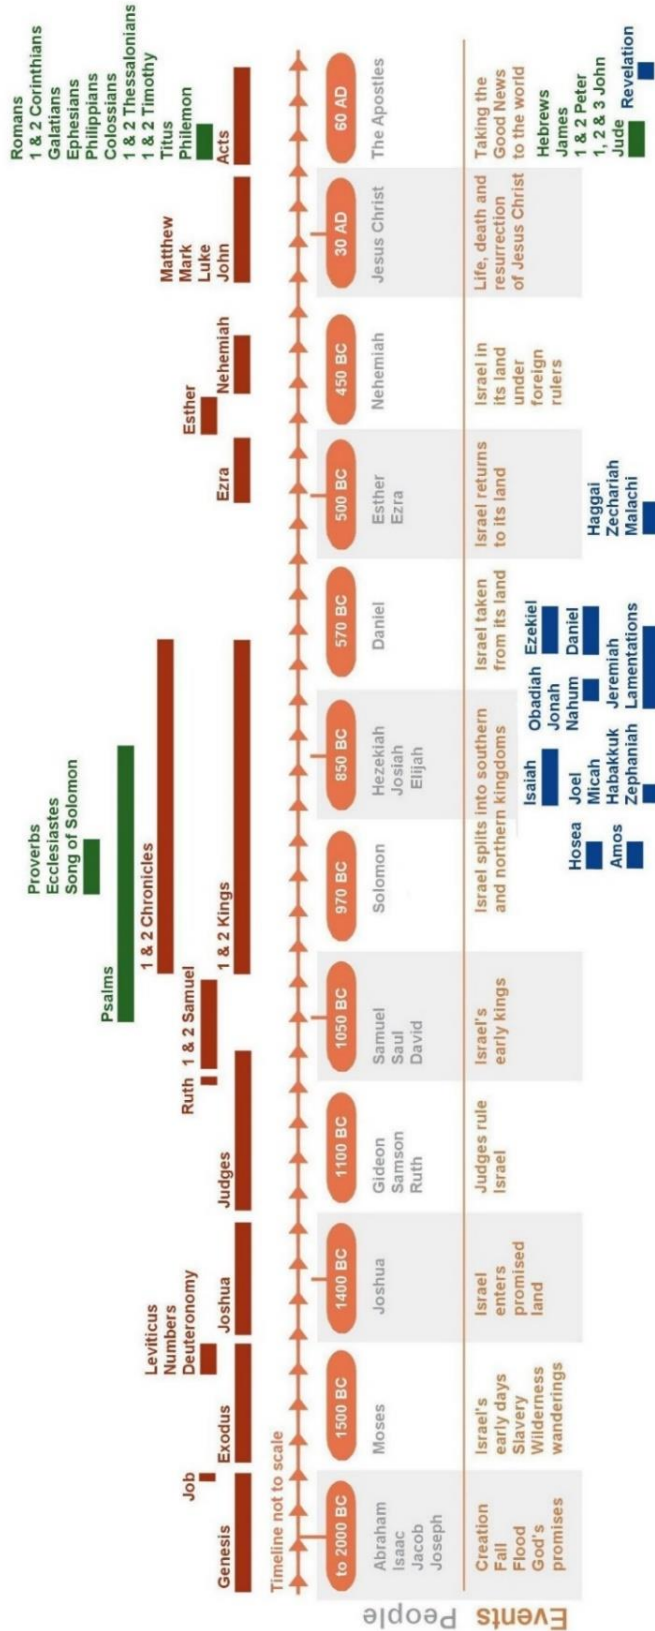 Romans
1 & 2 Corinthians
Galatians
Ephesians
Philippians
Colossians
1 & 2 Thessalonians
1 & 2 Timothy
Titus
Philemon
Proverbs
Ecclesiastes
Song of Solomon
Psalms
1 & 2 Chronicles
Leviticus
Numbers
Deuteronomy
Job
Ruth
1 & 2 Samuel
Esther
Matthew
Mark
Luke
John
Genesis
Exodus
Joshua
Judges
1 & 2 Kings
Ezra
Nehemiah
Acts
Timeline not to scale
to 2000 BC
1500 BC
1400 BC
1100 BC
1050 BC
970 BC
850 BC
570 BC
500 BC
450 BC
30 AD
60 AD
People
Abraham
Isaac
Jacob
Joseph
Moses
Joshua
Gideon
Samson
Ruth
Samuel
Saul
David
Solomon
Hezekiah
Josiah
Elijah
Daniel
Esther
Ezra
Nehemiah
Jesus Christ
The Apostles
Events
Creation
Fall
Flood
God's
promises
Israel's
early days
Slavery
Wilderness
wanderings
Israel
enters
promised
land
Judges rule
Israel
Israel's
early kings
Israel splits into southern
and northern kingdoms
Israel taken
from its land
Israel returns
to its land
Israel in
its land
under
foreign
rulers
Life, death and
resurrection
of Jesus Christ
Taking the
Good News
to the world
Hosea
Amos
Isaiah
Joel
Micah
Habakkuk
Zephaniah
Obadiah
Jonah
Nahum
Jeremiah
Lamentations
Ezekiel
Daniel
Haggai
Zechariah
Malachi
Hebrews
James
1 & 2 Peter
1, 2 & 3 John
Jude
Revelation